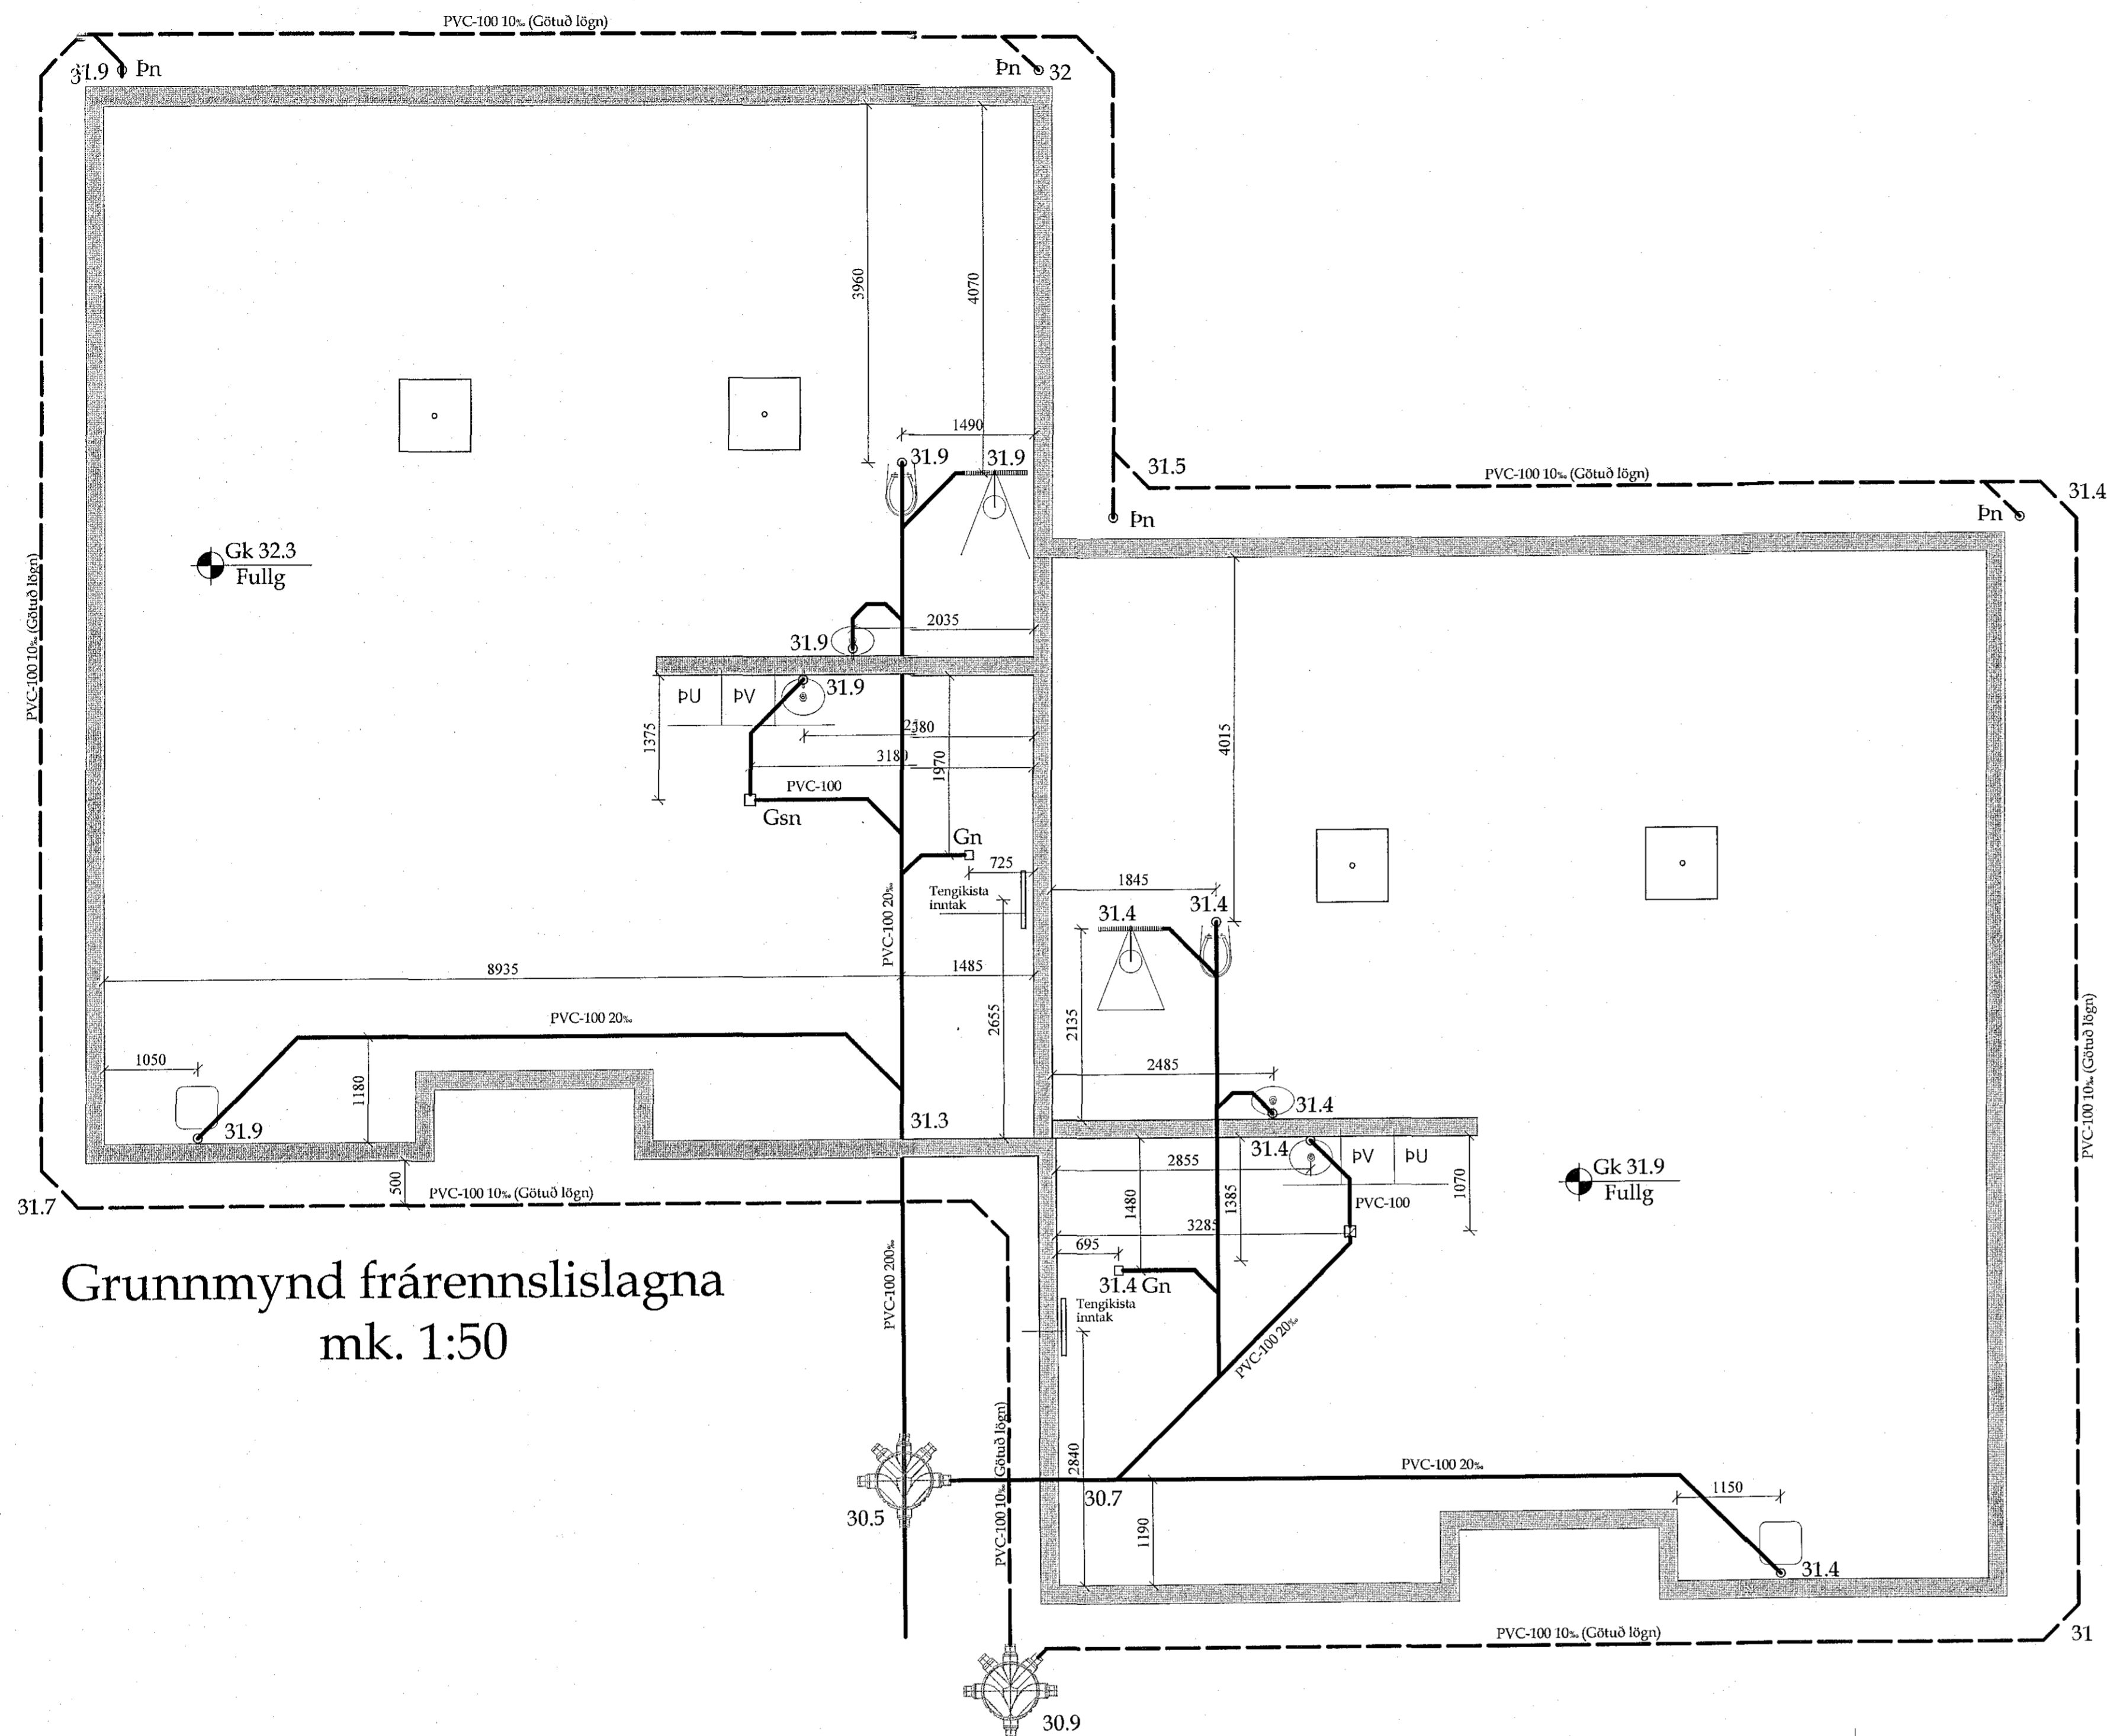 PVC-100 10‰ (Götuð lögn)
31.9
Þn
Þn
32
3960
4070
1490
31.9
31.9
31.5
PVC-100 10‰ (Götuð lögn)
31.4
Þn
Þn
Gk 32.3
Fullg
PVC-100 10‰ (Götuð lögn)
2035
31.9
ÞU
ÞV
31.9
1375
2380
3180
1970
4015
PVC-100
Gsn
Gn
725
Tengikista
inntak
PVC-100 20‰
1845
31.4
31.4
8935
1485
2655
2135
PVC-100 20‰
1050
1180
2485
31.4
31.9
31.3
31.4
ÞV
ÞU
2855
1480
1385
1070
Gk 31.9
Fullg
PVC-100 10‰ (Götuð lögn)
500
PVC-100 10‰ (Götuð lögn)
31.7
PVC-100
3285
695
31.4 Gn
Tengikista
inntak
PVC-100 200‰
Grunnmynd frárennslislagna
mk. 1:50
PVC-100 20‰
2840
PVC-100 10‰ (Götuð lögn)
PVC-100 20‰
30.7
30.5
1150
1190
31.4
PVC-100 10‰ (Götuð lögn)
31
30.9